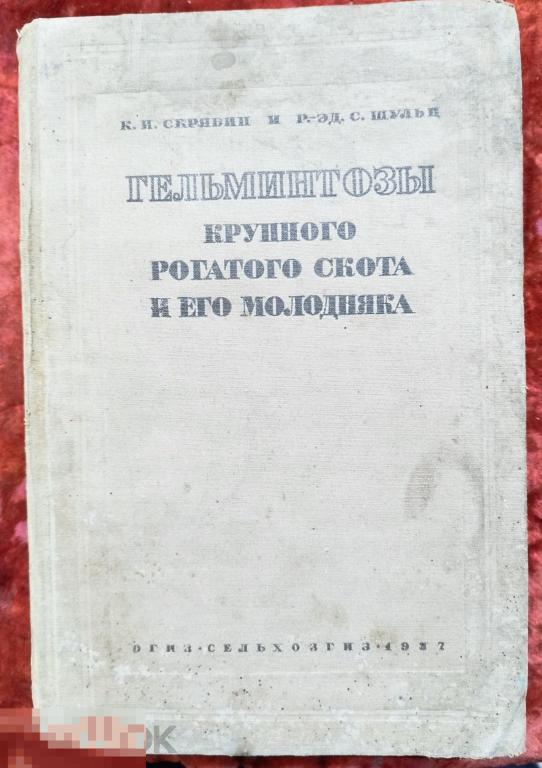 К. И. СКРЯБИН И Р.-ЭД. С. ШУЛЬЦ
ГЕЛЬМИНТОЗЫ
КРУПНОГО
РОГАТОГО СКОТА
И ЕГО МОЛОДНЯКА
ОГИЗ • СЕЛЬХОЗГИЗ • 1937